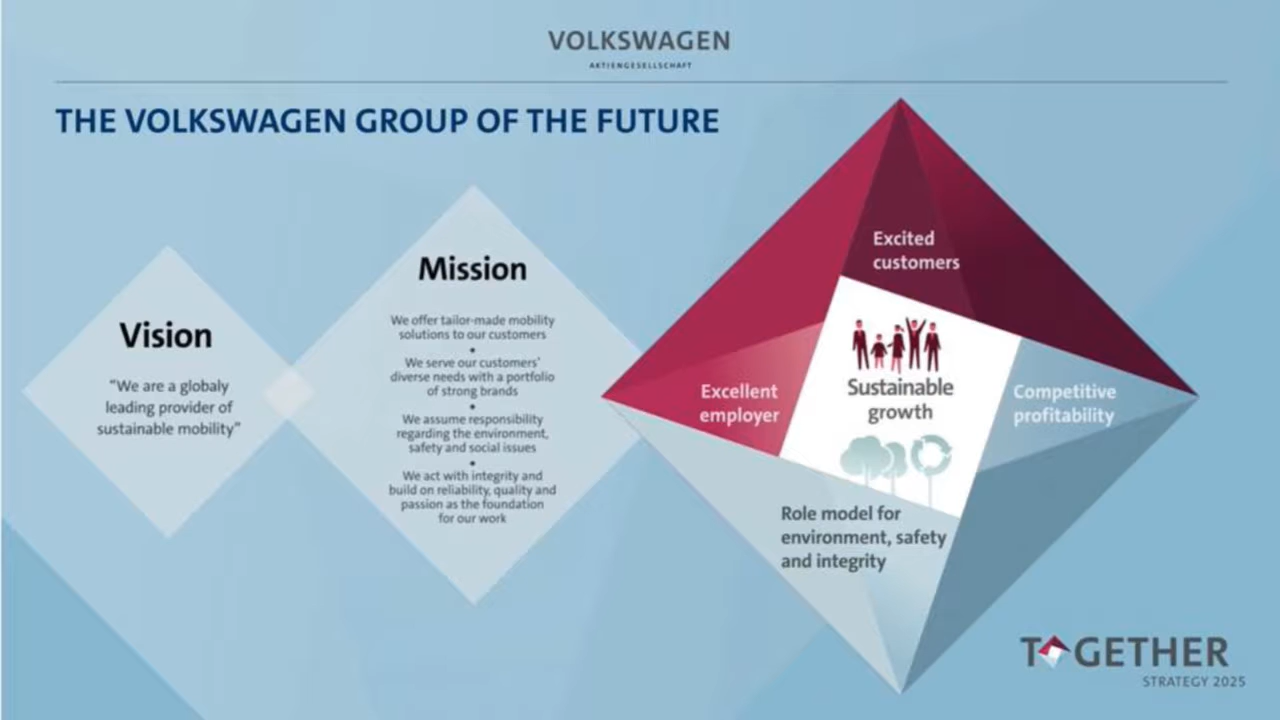 VOLKSWAGEN
AKTIENGESELLSCHAFT
THE VOLKSWAGEN GROUP OF THE FUTURE
Vision
"We are a globaly
leading provider of
sustainable mobility"
Mission
We offer tailor-made mobility
solutions to our customers
•
We serve our customers'
diverse needs with a portfolio
of strong brands
•
We assume responsibility
regarding the environment,
safety and social issues
•
We act with integrity and
build on reliability, quality and
passion as the foundation
for our work
Excited
customers
Excellent
employer
Sustainable
growth
Competitive
profitability
Role model for
environment, safety
and integrity
TOGETHER
STRATEGY 2025